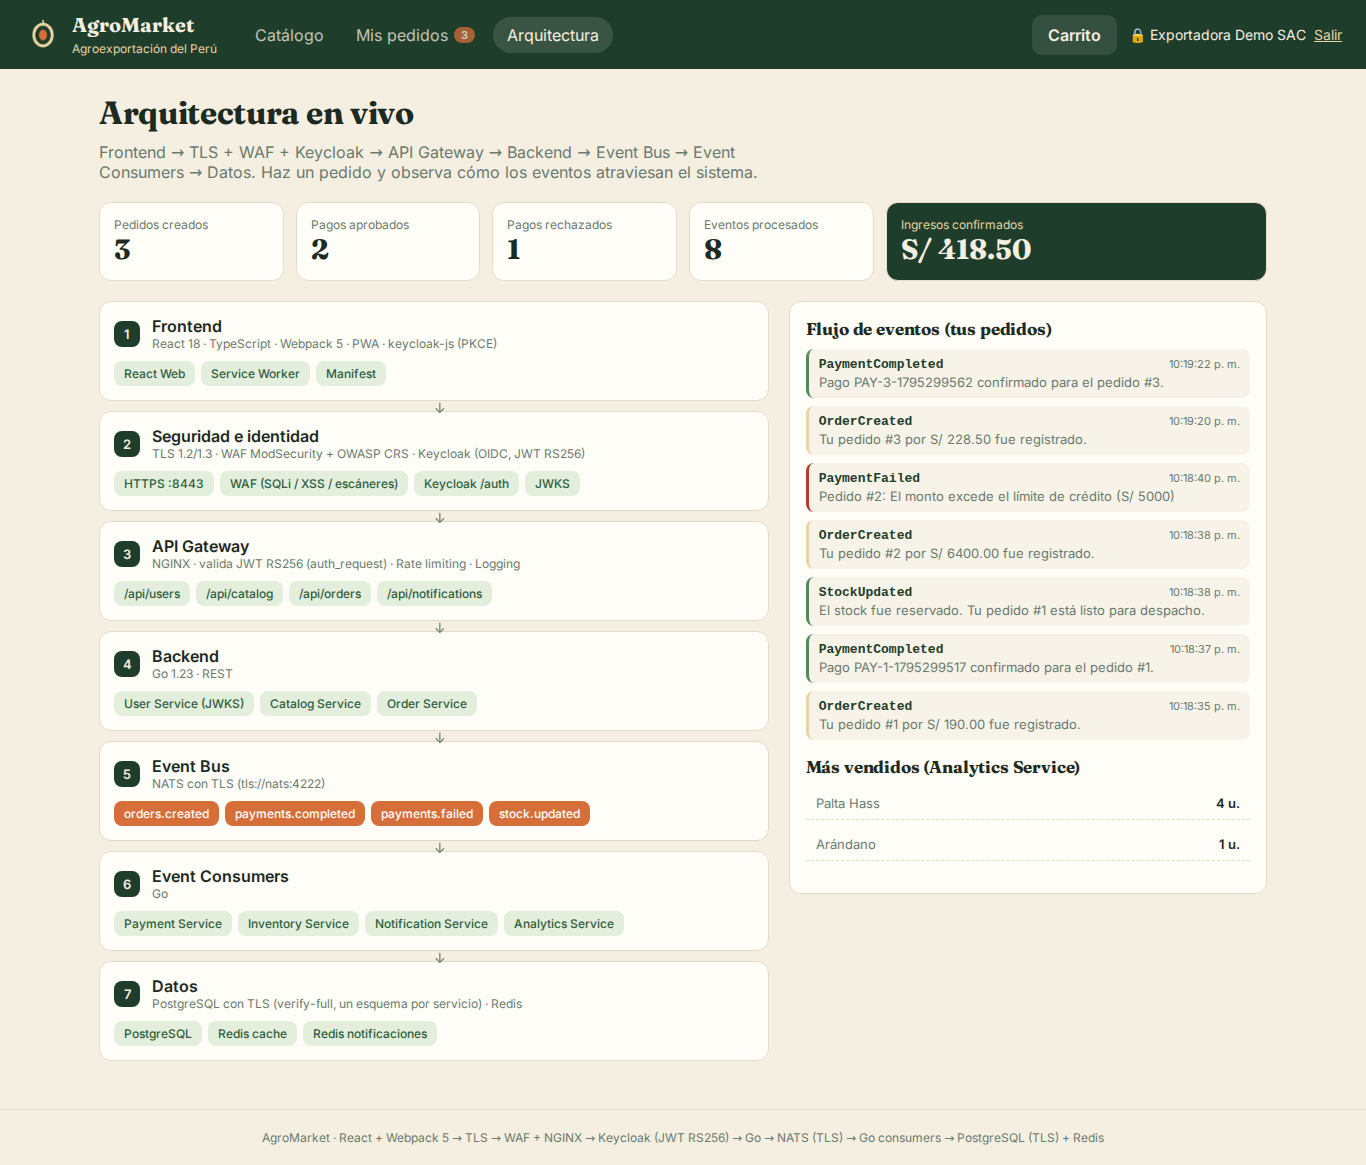 AgroMarket
Agroexportación del Perú
Catálogo
Mis pedidos 3
Arquitectura
Carrito
Exportadora Demo SAC Salir
Arquitectura en vivo
Frontend → TLS + WAF + Keycloak → API Gateway → Backend → Event Bus → Event
Consumers → Datos. Haz un pedido y observa cómo los eventos atraviesan el sistema.
Pedidos creados
3
Pagos aprobados
2
Pagos rechazados
1
Eventos procesados
8
Ingresos confirmados
S/ 418.50
1
Frontend
React 18 · TypeScript · Webpack 5 · PWA · keycloak-js (PKCE)
React Web Service Worker Manifest
↓
2
Seguridad e identidad
TLS 1.2/1.3 · WAF ModSecurity + OWASP CRS · Keycloak (OIDC, JWT RS256)
HTTPS :8443 WAF (SQLi / XSS / escáneres) Keycloak /auth JWKS
↓
3
API Gateway
NGINX · valida JWT RS256 (auth_request) · Rate limiting · Logging
/api/users /api/catalog /api/orders /api/notifications
↓
4
Backend
Go 1.23 · REST
User Service (JWKS) Catalog Service Order Service
↓
5
Event Bus
NATS con TLS (tls://nats:4222)
orders.created payments.completed payments.failed stock.updated
↓
6
Event Consumers
Go
Payment Service Inventory Service Notification Service Analytics Service
↓
7
Datos
PostgreSQL con TLS (verify-full, un esquema por servicio) · Redis
PostgreSQL Redis cache Redis notificaciones
Flujo de eventos (tus pedidos)
PaymentCompleted 10:19:22 p. m.
Pago PAY-3-1795299562 confirmado para el pedido #3.
OrderCreated 10:19:20 p. m.
Tu pedido #3 por S/ 228.50 fue registrado.
PaymentFailed 10:18:40 p. m.
Pedido #2: El monto excede el límite de crédito (S/ 5000)
OrderCreated 10:18:38 p. m.
Tu pedido #2 por S/ 6400.00 fue registrado.
StockUpdated 10:18:38 p. m.
El stock fue reservado. Tu pedido #1 está listo para despacho.
PaymentCompleted 10:18:37 p. m.
Pago PAY-1-1795299517 confirmado para el pedido #1.
OrderCreated 10:18:35 p. m.
Tu pedido #1 por S/ 190.00 fue registrado.
Más vendidos (Analytics Service)
Palta Hass 4 u.
Arándano 1 u.
AgroMarket · React + Webpack 5 → TLS → WAF + NGINX → Keycloak (JWT RS256) → Go → NATS (TLS) → Go consumers → PostgreSQL (TLS) + Redis